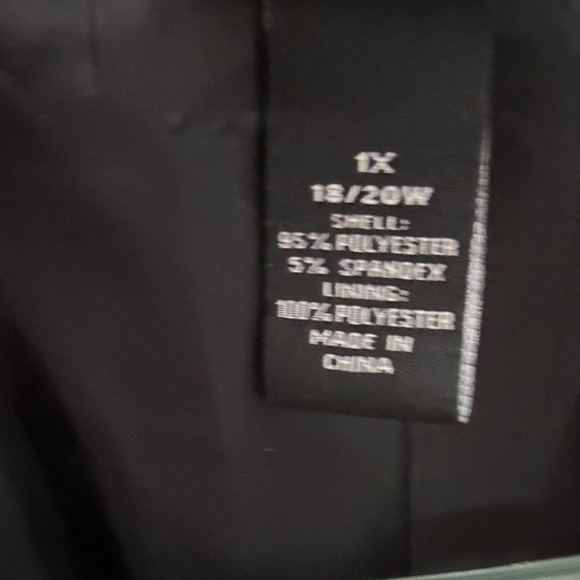 1X
18/20W
SHELL:
95% POLYESTER
5% SPANDEX
LINING:
100% POLYESTER
MADE IN
CHINA